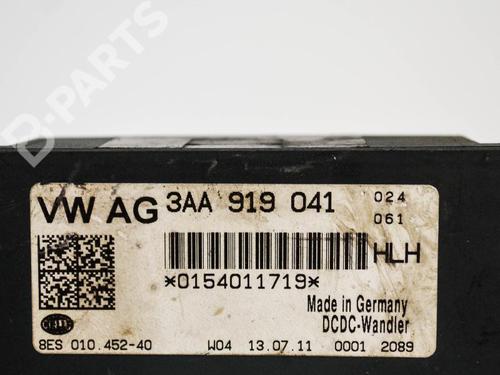 B-PARTS
VW AG 3AA 919 041 024
061
HLH
*0154011719*
Made in Germany
DCDC-Wandler
HELLA
8ES 010.452-40 W04 13.07.11 0001 2089